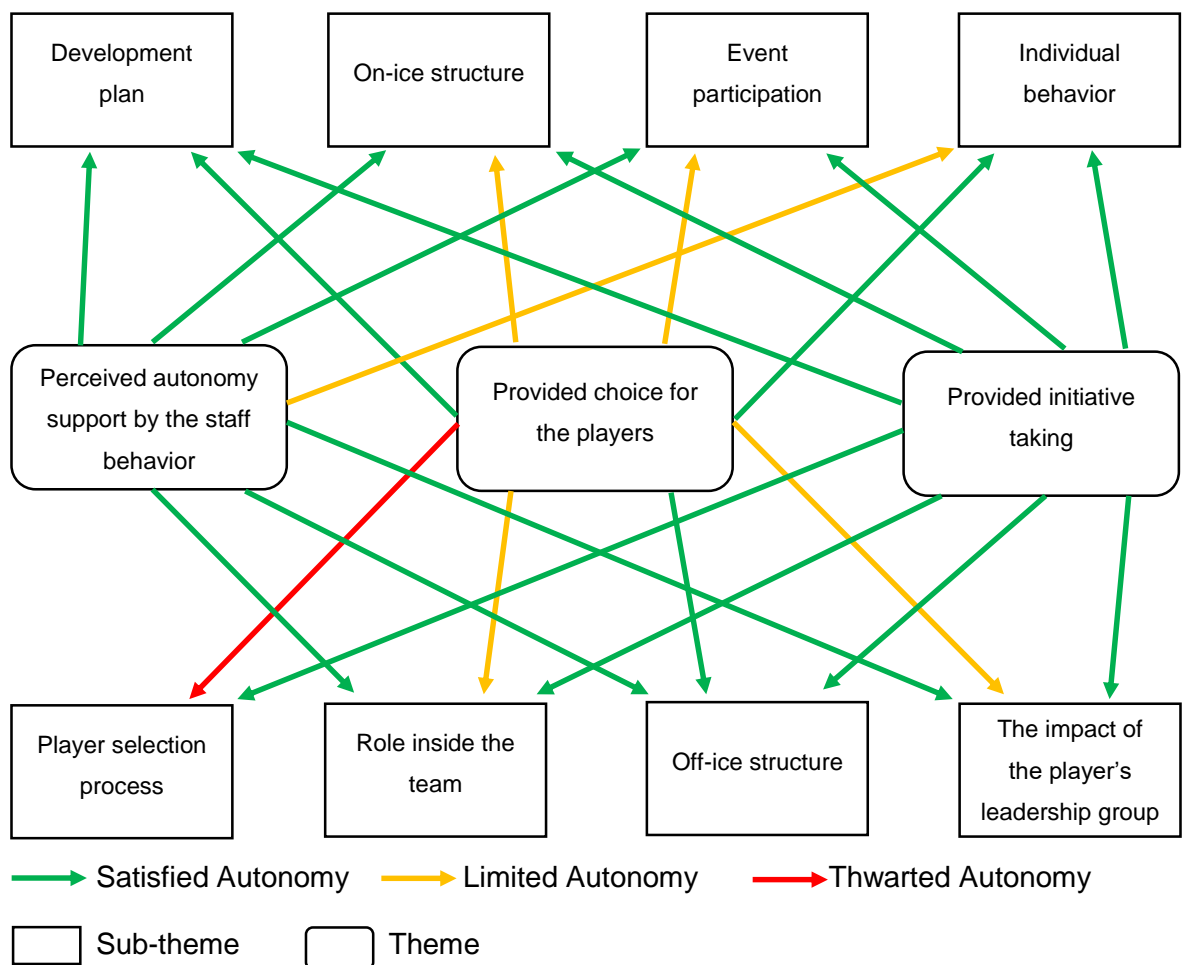 Development
plan
On-ice structure
Event
participation
Individual
behavior
Perceived autonomy
support by the staff
behavior
Provided choice for
the players
Provided initiative
taking
Player selection
process
Role inside the
team
Off-ice structure
The impact of
the player’s
leadership group
Satisfied Autonomy
Limited Autonomy
Thwarted Autonomy
Sub-theme
Theme